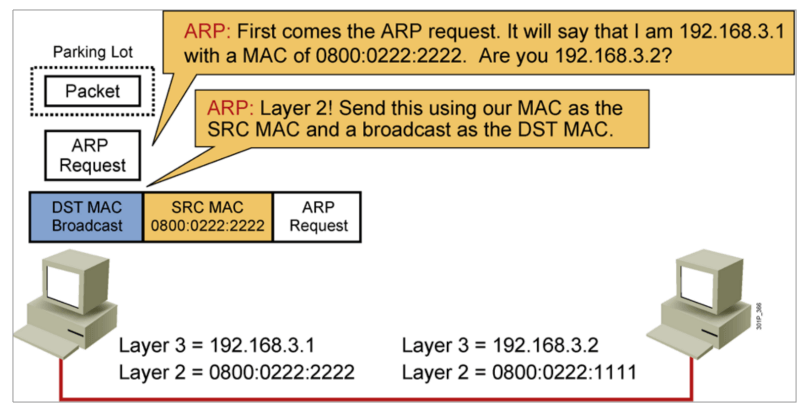 ARP: First comes the ARP request. It will say that I am 192.168.3.1
with a MAC of 0800:0222:2222.  Are you 192.168.3.2?
Parking Lot
Packet
ARP: Layer 2! Send this using our MAC as the
SRC MAC and a broadcast as the DST MAC.
ARP
Request
DST MAC
Broadcast
SRC MAC
0800:0222:2222
ARP
Request
301P_366
Layer 3 = 192.168.3.1
Layer 2 = 0800:0222:2222
Layer 3 = 192.168.3.2
Layer 2 = 0800:0222:1111